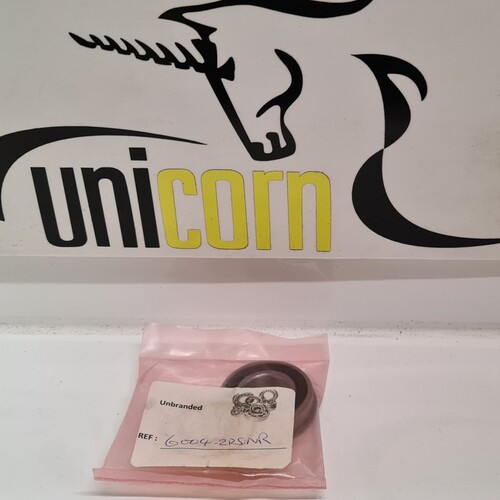 unicorn
Unbranded
REF: 6004-2RSNR